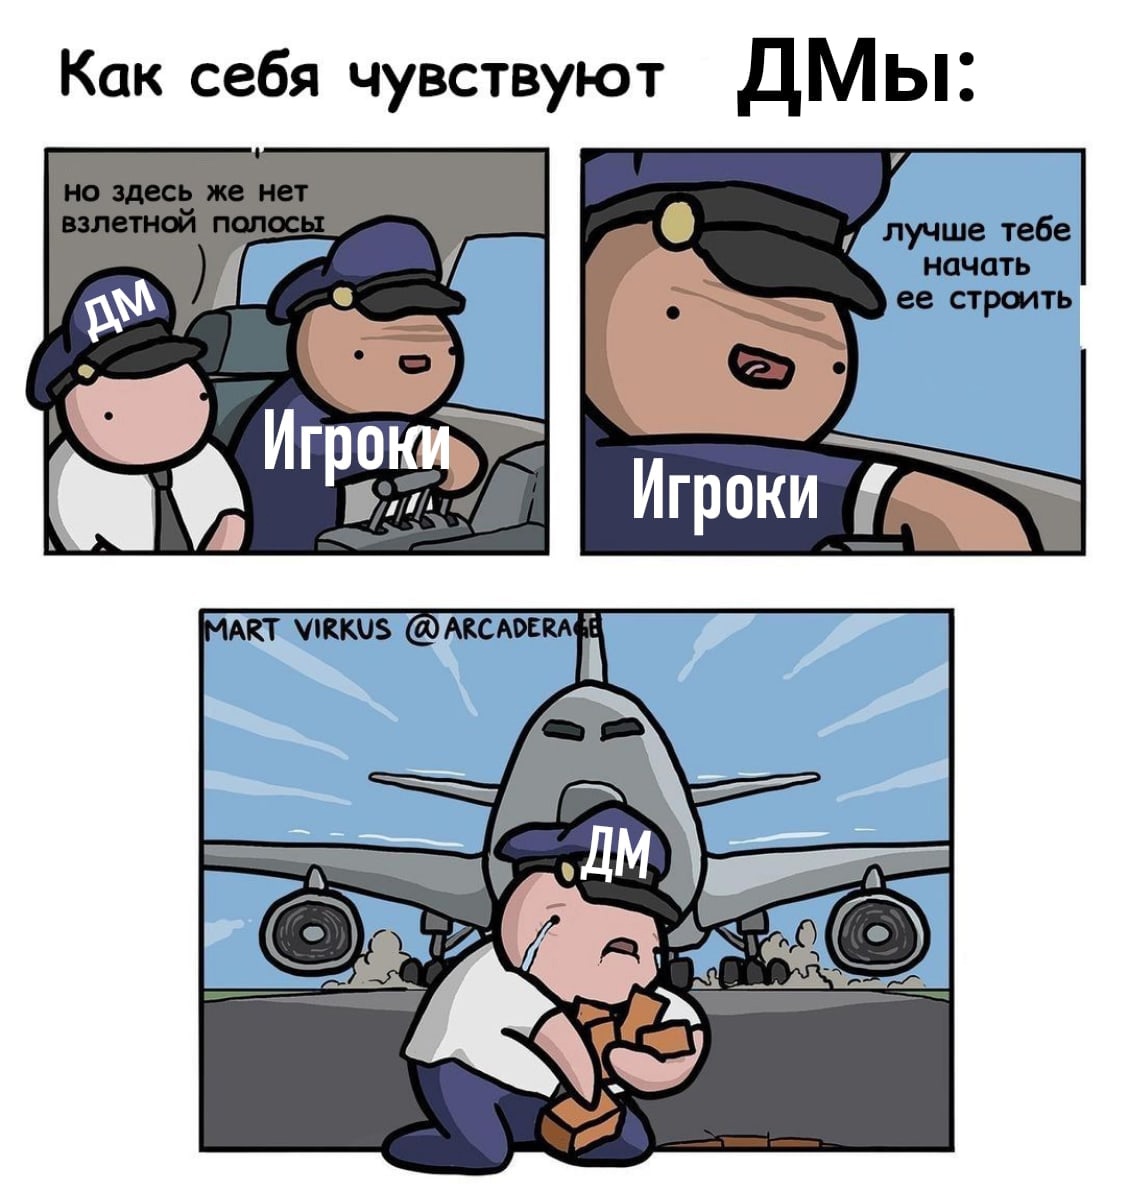 Как себя чувствуют ДМы:
но здесь же нет
взлетной полосы
ДМ
Игроки
лучше тебе
начать
ее строить
Игроки
MART VIRKUS @ARCADERAGE
ДМ